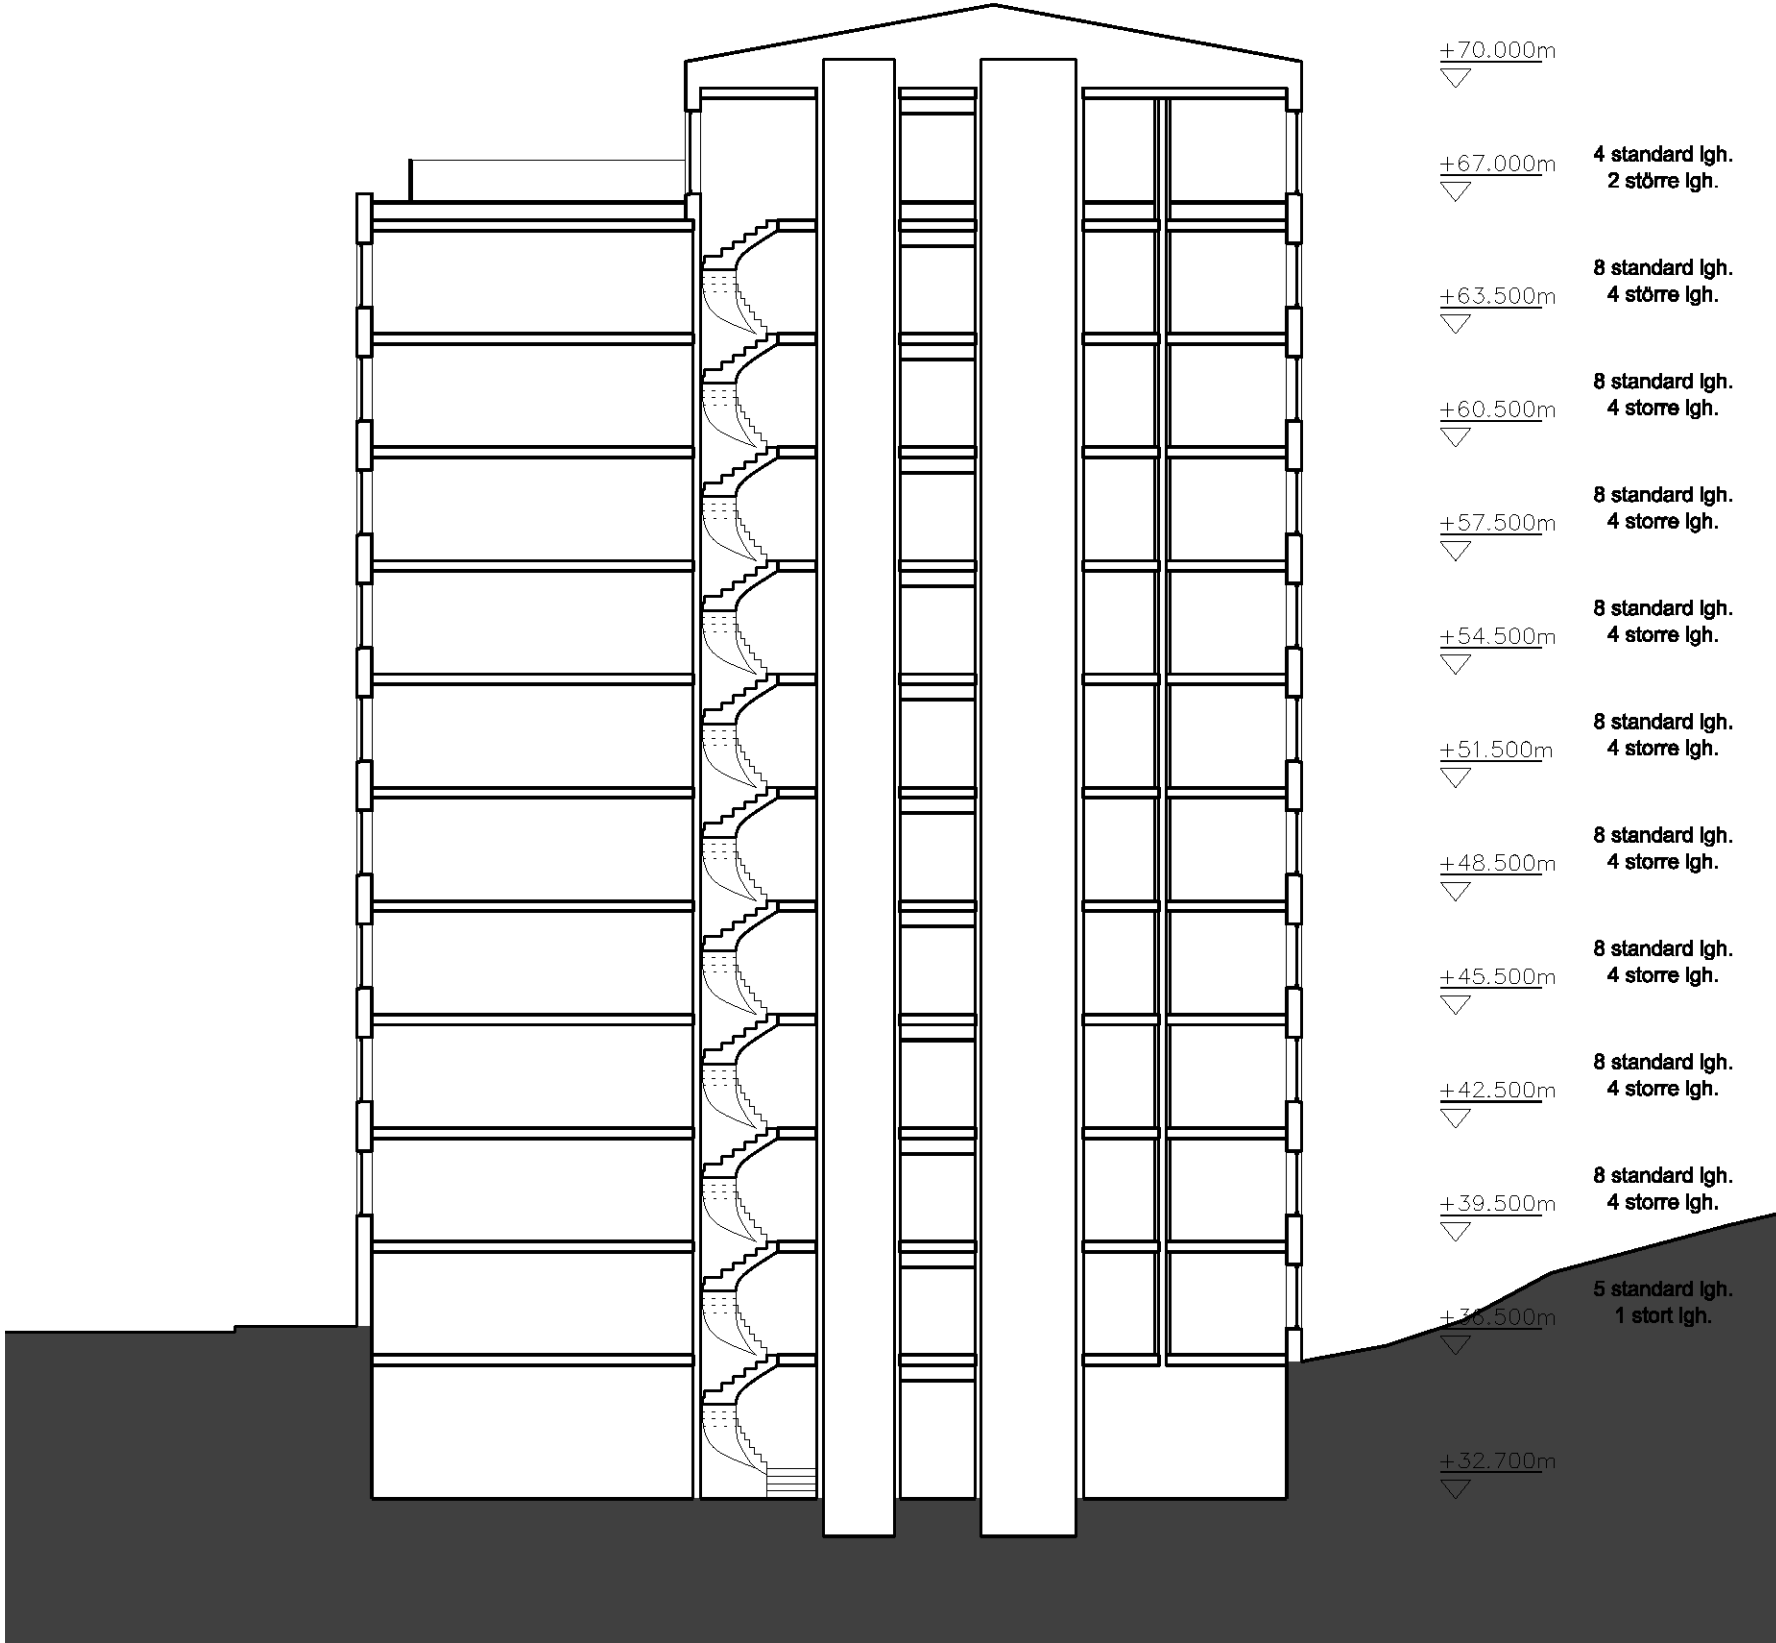 +70.000m
+67.000m
4 standard lgh.
2 större lgh.
+63.500m
8 standard lgh.
4 större lgh.
+60.500m
8 standard lgh.
4 storre lgh.
+57.500m
8 standard lgh.
4 storre lgh.
+54.500m
8 standard lgh.
4 storre lgh.
+51.500m
8 standard lgh.
4 storre lgh.
+48.500m
8 standard lgh.
4 storre lgh.
+45.500m
8 standard lgh.
4 storre lgh.
+42.500m
8 standard lgh.
4 storre lgh.
+39.500m
8 standard lgh.
4 storre lgh.
+36.500m
5 standard lgh.
1 stort lgh.
+32.700m